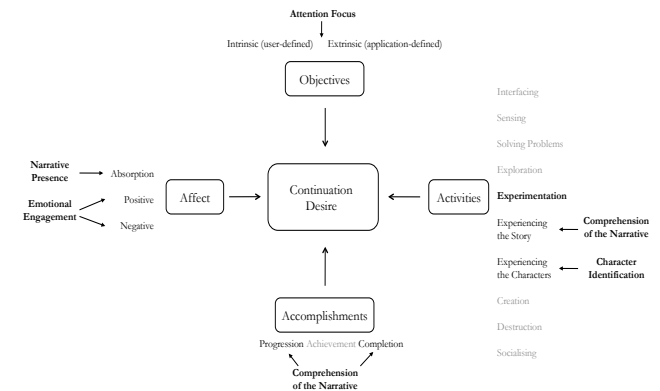 Attention Focus
Intrinsic (user-defined) Extrinsic (application-defined)
Objectives
Interfacing
Sensing
Solving Problems
Exploration
Experimentation
Experiencing
the Story
Experiencing
the Characters
Creation
Destruction
Socialising
Comprehension
of the Narrative
Character
Identification
Activities
Continuation
Desire
Affect
Absorption
Positive
Negative
Narrative
Presence
Emotional
Engagement
Accomplishments
Progression Achievement Completion
Comprehension
of the Narrative